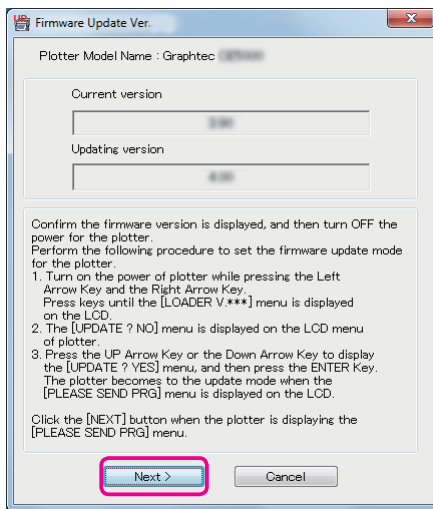 UP
Firmware Update Ver.
Plotter Model Name : Graphtec
Current version
Updating version
Confirm the firmware version is displayed, and then turn OFF the
power for the plotter.
Perform the following procedure to set the firmware update mode
for the plotter.
1. Turn on the power of plotter while pressing the Left
Arrow Key and the Right Arrow Key.
Press keys until the [LOADER V.***] menu is displayed
on the LCD.
2. The [UPDATE ? NO] menu is displayed on the LCD menu
of plotter.
3. Press the UP Arrow Key or the Down Arrow Key to display
the [UPDATE ? YES] menu, and then press the ENTER Key.
The plotter becomes to the update mode when the
[PLEASE SEND PRG] menu is displayed on the LCD.
Click the [NEXT] button when the plotter is displaying the
[PLEASE SEND PRG] menu.
Next > Cancel